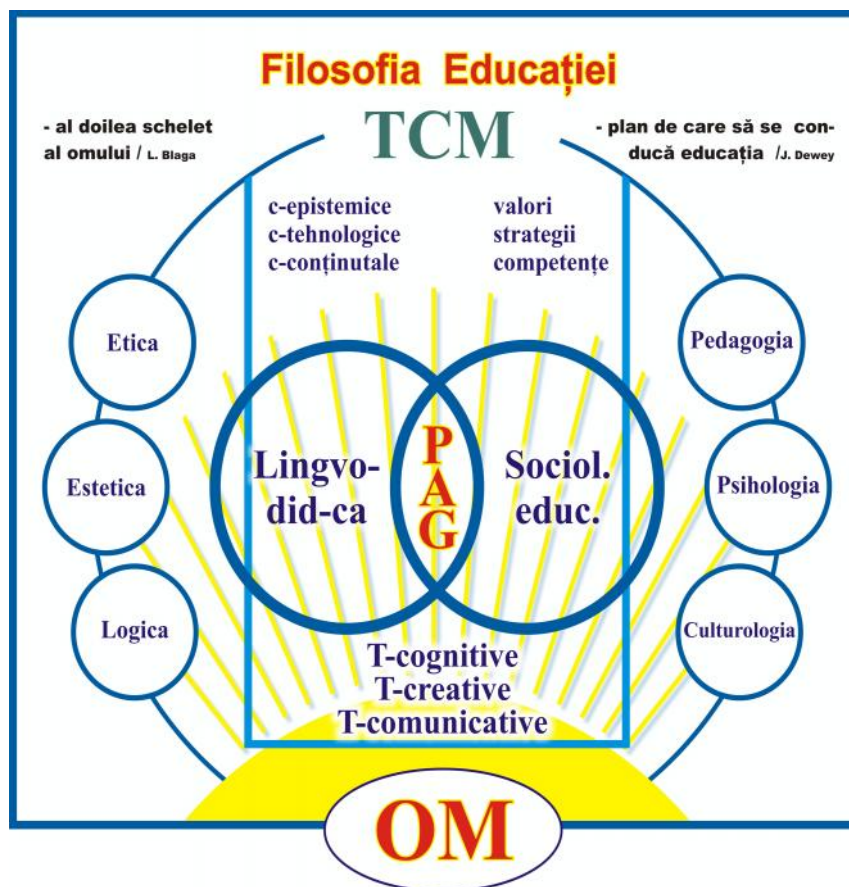 Filosofia Educației
TCM
- al doilea schelet
al omului / L. Blaga
- plan de care să se con-
ducă educația /J. Dewey
c-epistemice
c-tehnologice
c-conținutale
valori
strategii
competențe
Etica
Estetica
Logica
Lingvo-
did-ca
P
A
G
Sociol.
educ.
Pedagogia
Psihologia
Culturologia
T-cognitive
T-creative
T-comunicative
OM